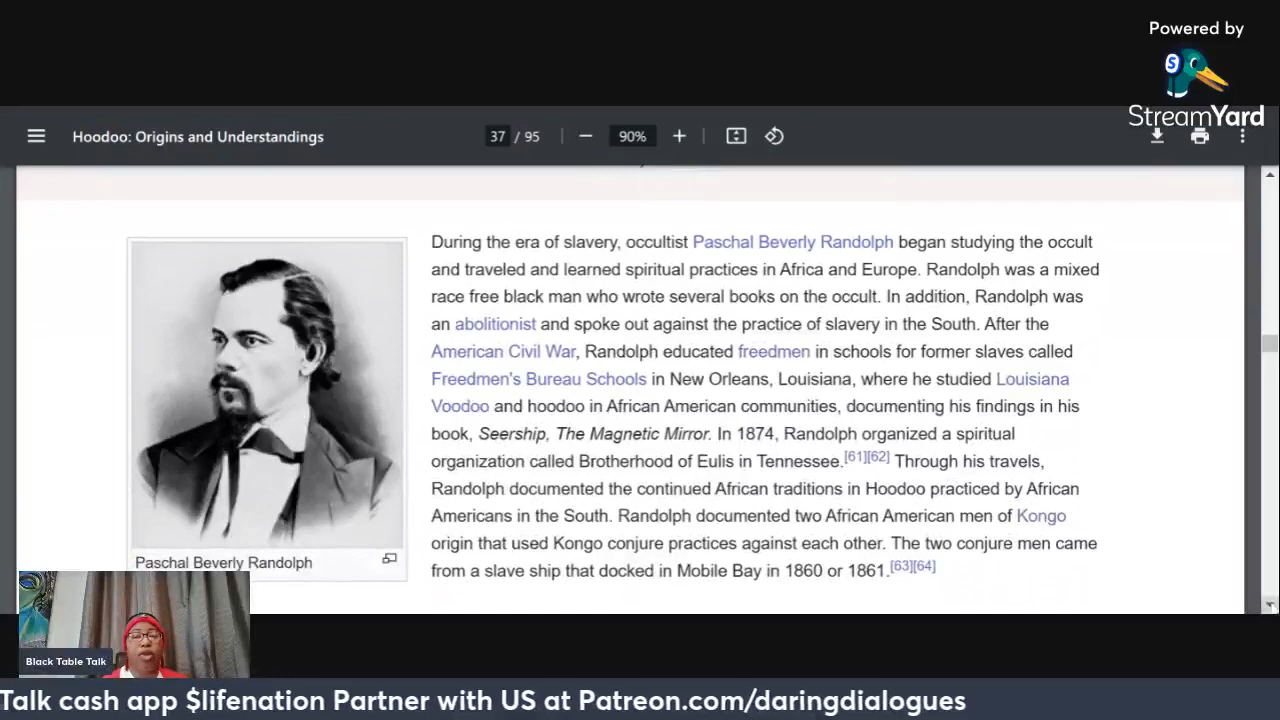 Powered by
StreamYard
Hoodoo: Origins and Understandings
37 / 95
90%
During the era of slavery, occultist Paschal Beverly Randolph began studying the occult
and traveled and learned spiritual practices in Africa and Europe. Randolph was a mixed
race free black man who wrote several books on the occult. In addition, Randolph was
an abolitionist and spoke out against the practice of slavery in the South. After the
American Civil War, Randolph educated freedmen in schools for former slaves called
Freedmen's Bureau Schools in New Orleans, Louisiana, where he studied Louisiana
Voodoo and hoodoo in African American communities, documenting his findings in his
book, Seership, The Magnetic Mirror. In 1874, Randolph organized a spiritual
organization called Brotherhood of Eulis in Tennessee.[61][62] Through his travels,
Randolph documented the continued African traditions in Hoodoo practiced by African
Americans in the South. Randolph documented two African American men of Kongo
origin that used Kongo conjure practices against each other. The two conjure men came
from a slave ship that docked in Mobile Bay in 1860 or 1861.[63][64]
Paschal Beverly Randolph
Black Table Talk
Talk cash app $lifenation Partner with US at Patreon.com/daringdialogues